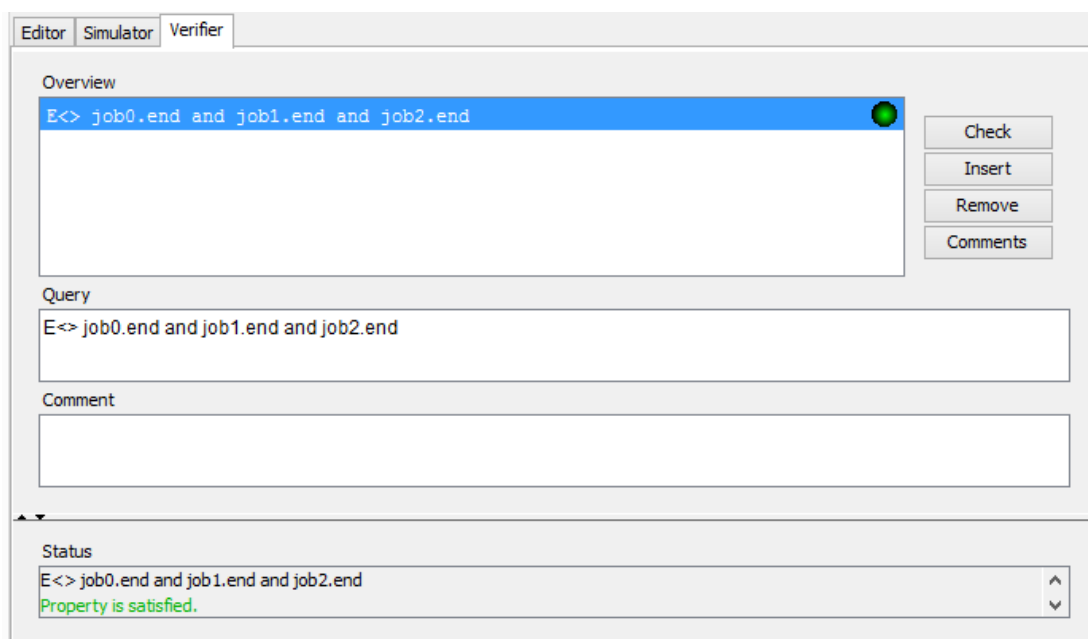 Editor Simulator Verifier
Overview
E<> job0.end and job1.end and job2.end
Check
Insert
Remove
Comments
Query
E<> job0.end and job1.end and job2.end
Comment
Status
E<> job0.end and job1.end and job2.end
Property is satisfied.